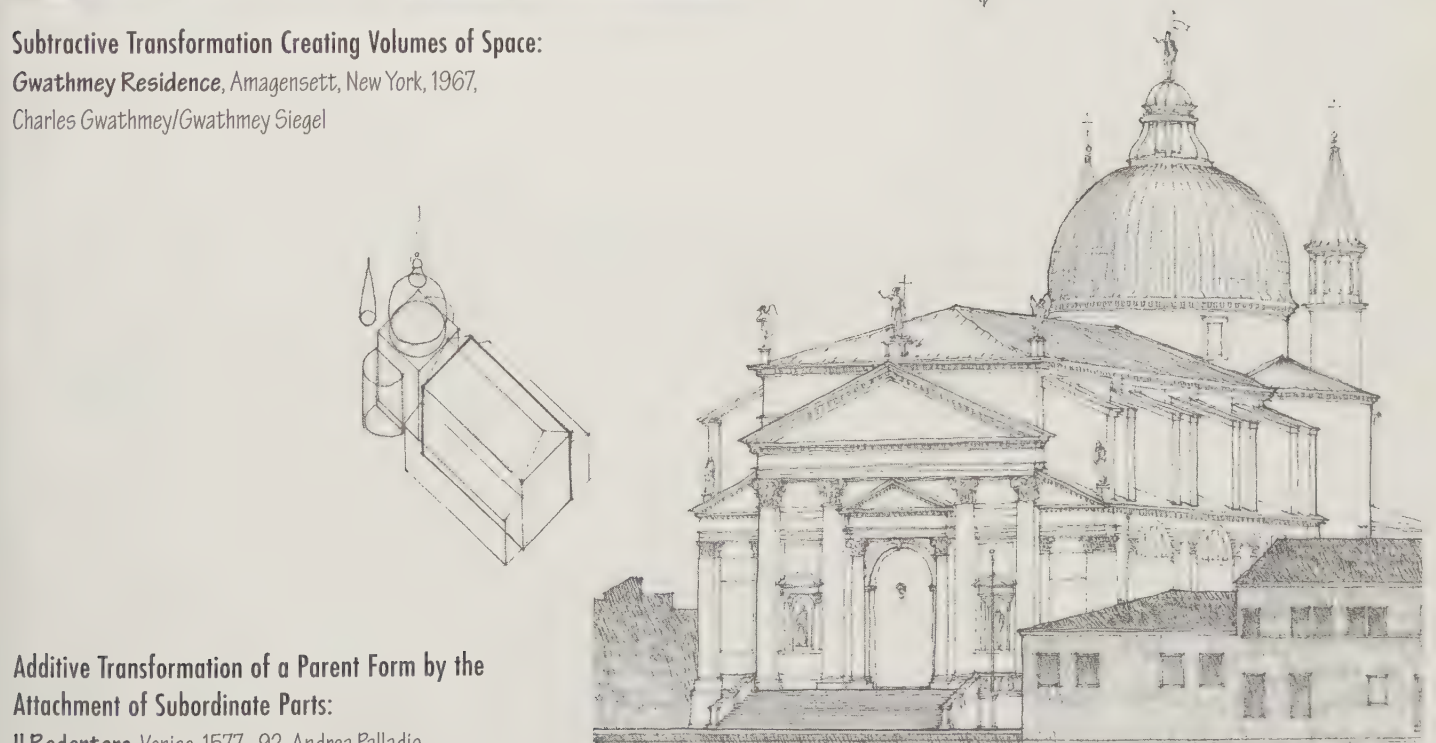 Subtractive Transformation Creating Volumes of Space:
Gwathmey Residence, Amagensett, New York, 1967,
Charles Gwathmey/Gwathmey Siegel
Additive Transformation of a Parent Form by the
Attachment of Subordinate Parts:
Il Redentore, Venice, 1577–92, Andrea Palladio